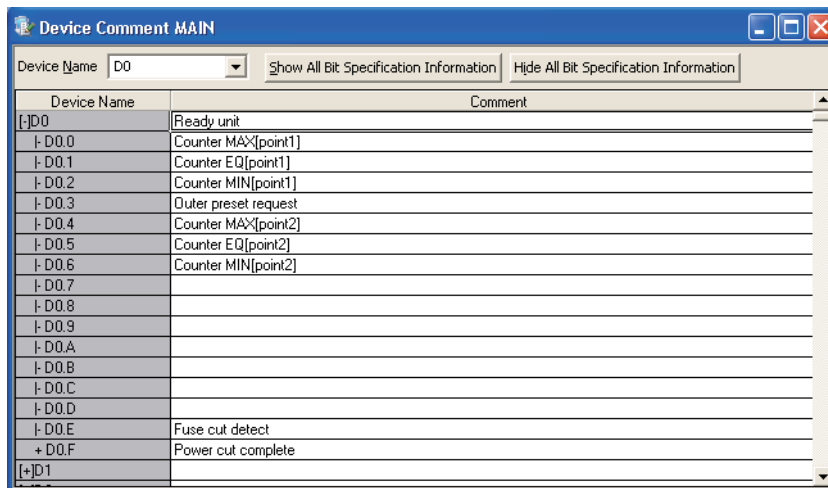 Device Comment MAIN
Device Name D0 Show All Bit Specification Information Hide All Bit Specification Information
Device Name Comment
[-]D0 Ready unit
|- D0.0 Counter MAX[point1]
|- D0.1 Counter EQ[point1]
|- D0.2 Counter MIN[point1]
|- D0.3 Outer preset request
|- D0.4 Counter MAX[point2]
|- D0.5 Counter EQ[point2]
|- D0.6 Counter MIN[point2]
|- D0.7
|- D0.8
|- D0.9
|- D0.A
|- D0.B
|- D0.C
|- D0.D
|- D0.E Fuse cut detect
+ D0.F Power cut complete
[+]D1